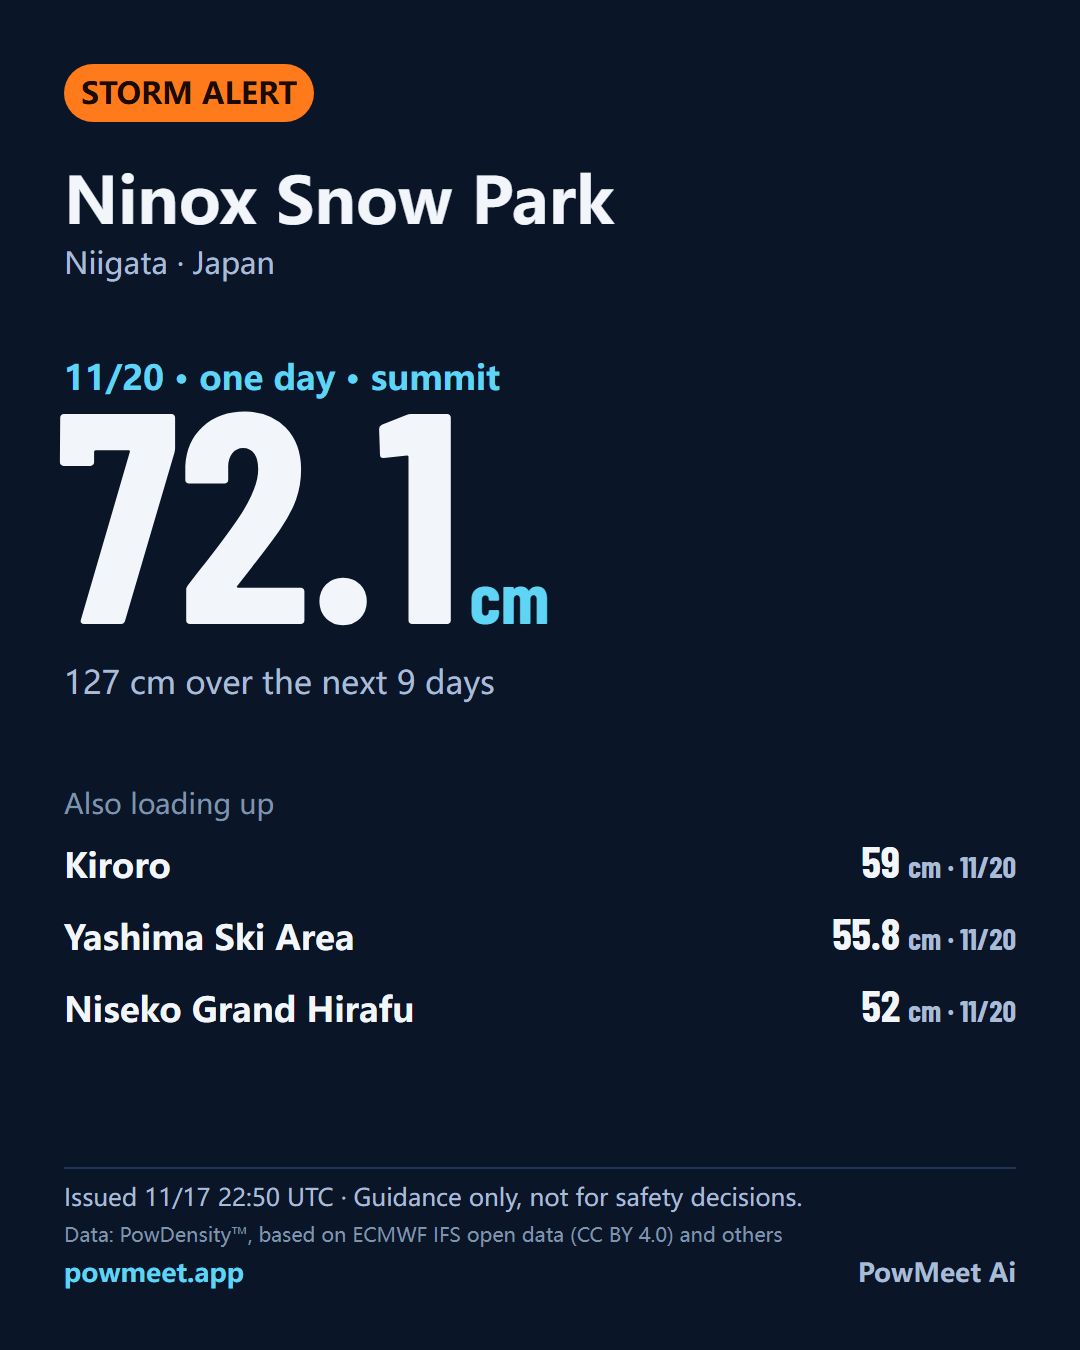 STORM ALERT
Ninox Snow Park
Niigata · Japan
11/20 • one day • summit
72.1 cm
127 cm over the next 9 days
Also loading up
Kiroro 59 cm · 11/20
Yashima Ski Area 55.8 cm · 11/20
Niseko Grand Hirafu 52 cm · 11/20
Issued 11/17 22:50 UTC · Guidance only, not for safety decisions.
Data: PowDensity™, based on ECMWF IFS open data (CC BY 4.0) and others
powmeet.app PowMeet Ai